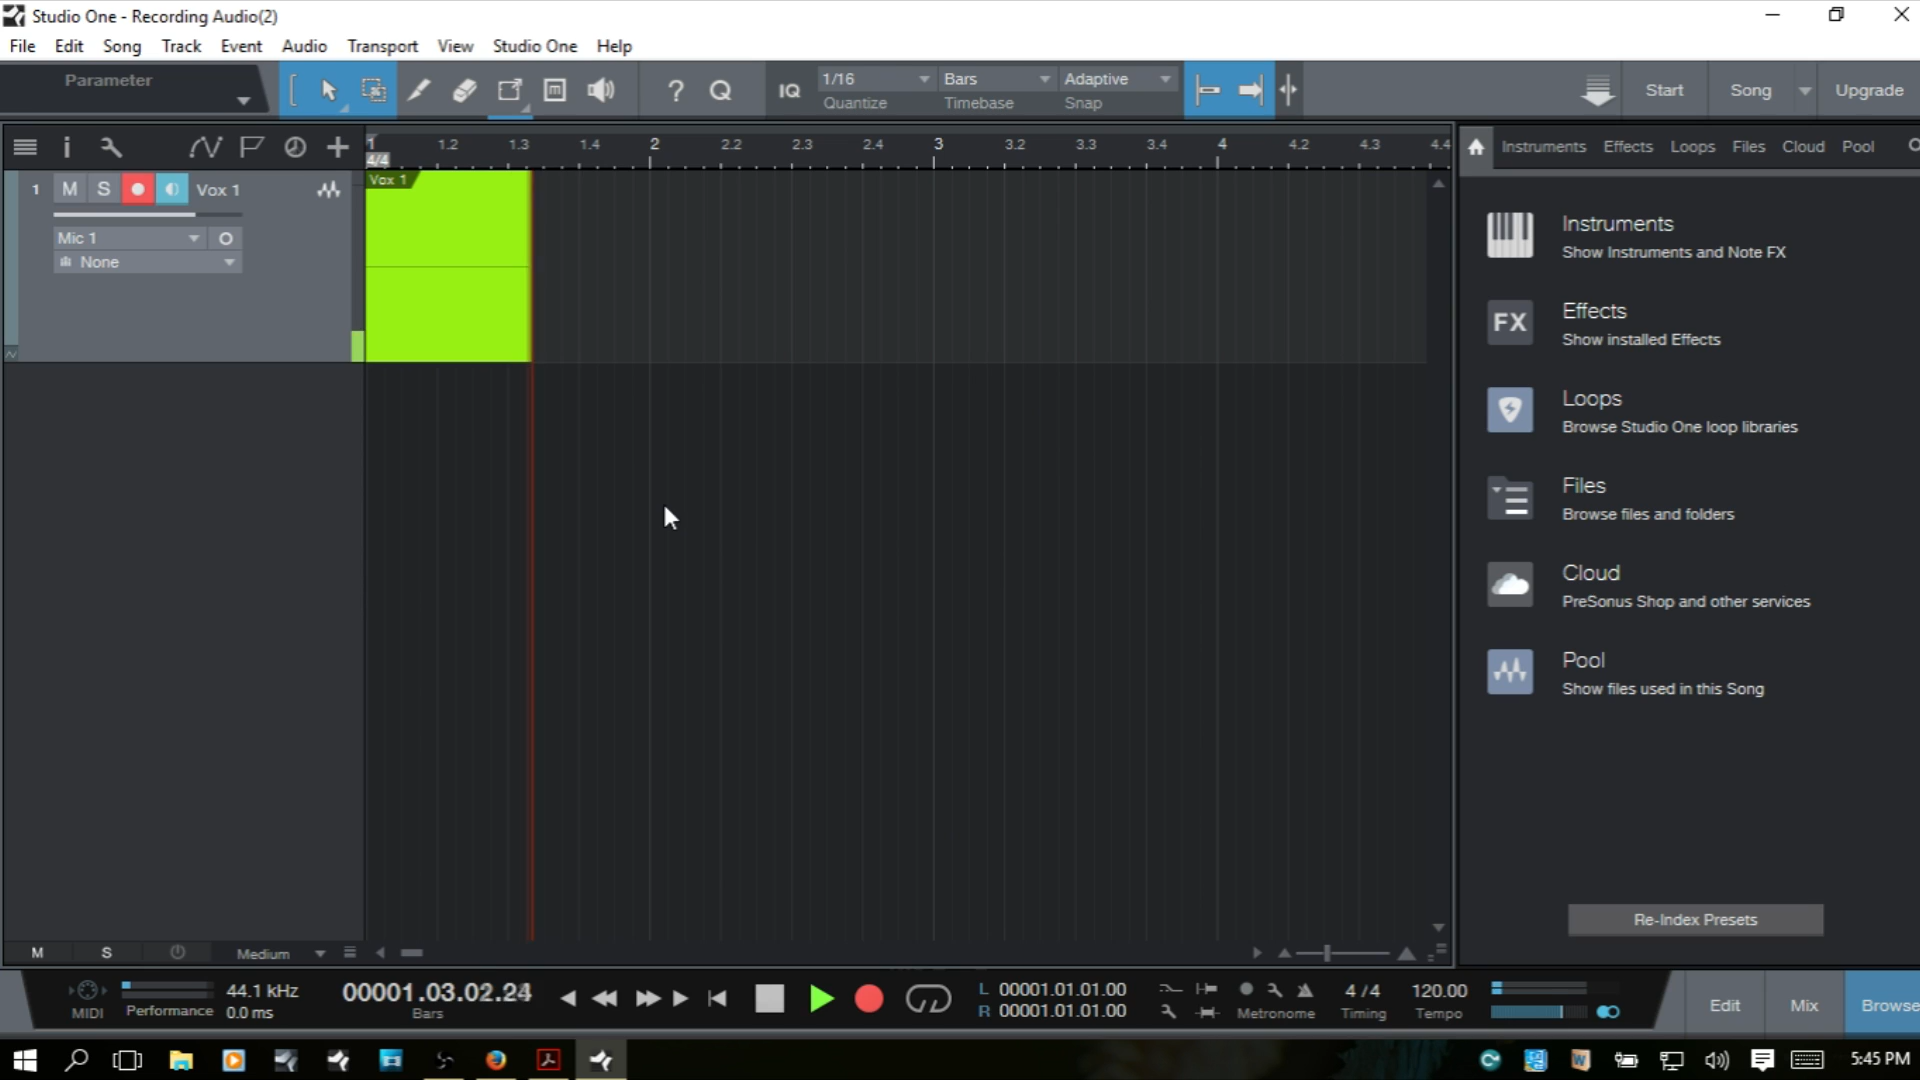 Studio One - Recording Audio(2)
File Edit Song Track Event Audio Transport View Studio One Help
Parameter
? Q IQ 1/16 Bars Adaptive Start Song Upgrade
Quantize Timebase Snap
i 1 1.2 1.3 1.4 2 2.2 2.3 2.4 3 3.2 3.3 3.4 4 4.2 4.3 4.4
4/4
Instruments Effects Loops Files Cloud Pool
1 M S Vox 1
Vox 1
Mic 1
None
Instruments
Show Instruments and Note FX
FX
Effects
Show installed Effects
Loops
Browse Studio One loop libraries
Files
Browse files and folders
Cloud
PreSonus Shop and other services
Pool
Show files used in this Song
Re-Index Presets
M S Medium
MIDI
Performance
44.1 kHz
0.0 ms
00001.03.02.24
Bars
L 00001.01.01.00
R 00001.01.01.00
Metronome
4 / 4
Timing
120.00
Tempo
Edit Mix Browse
5:45 PM